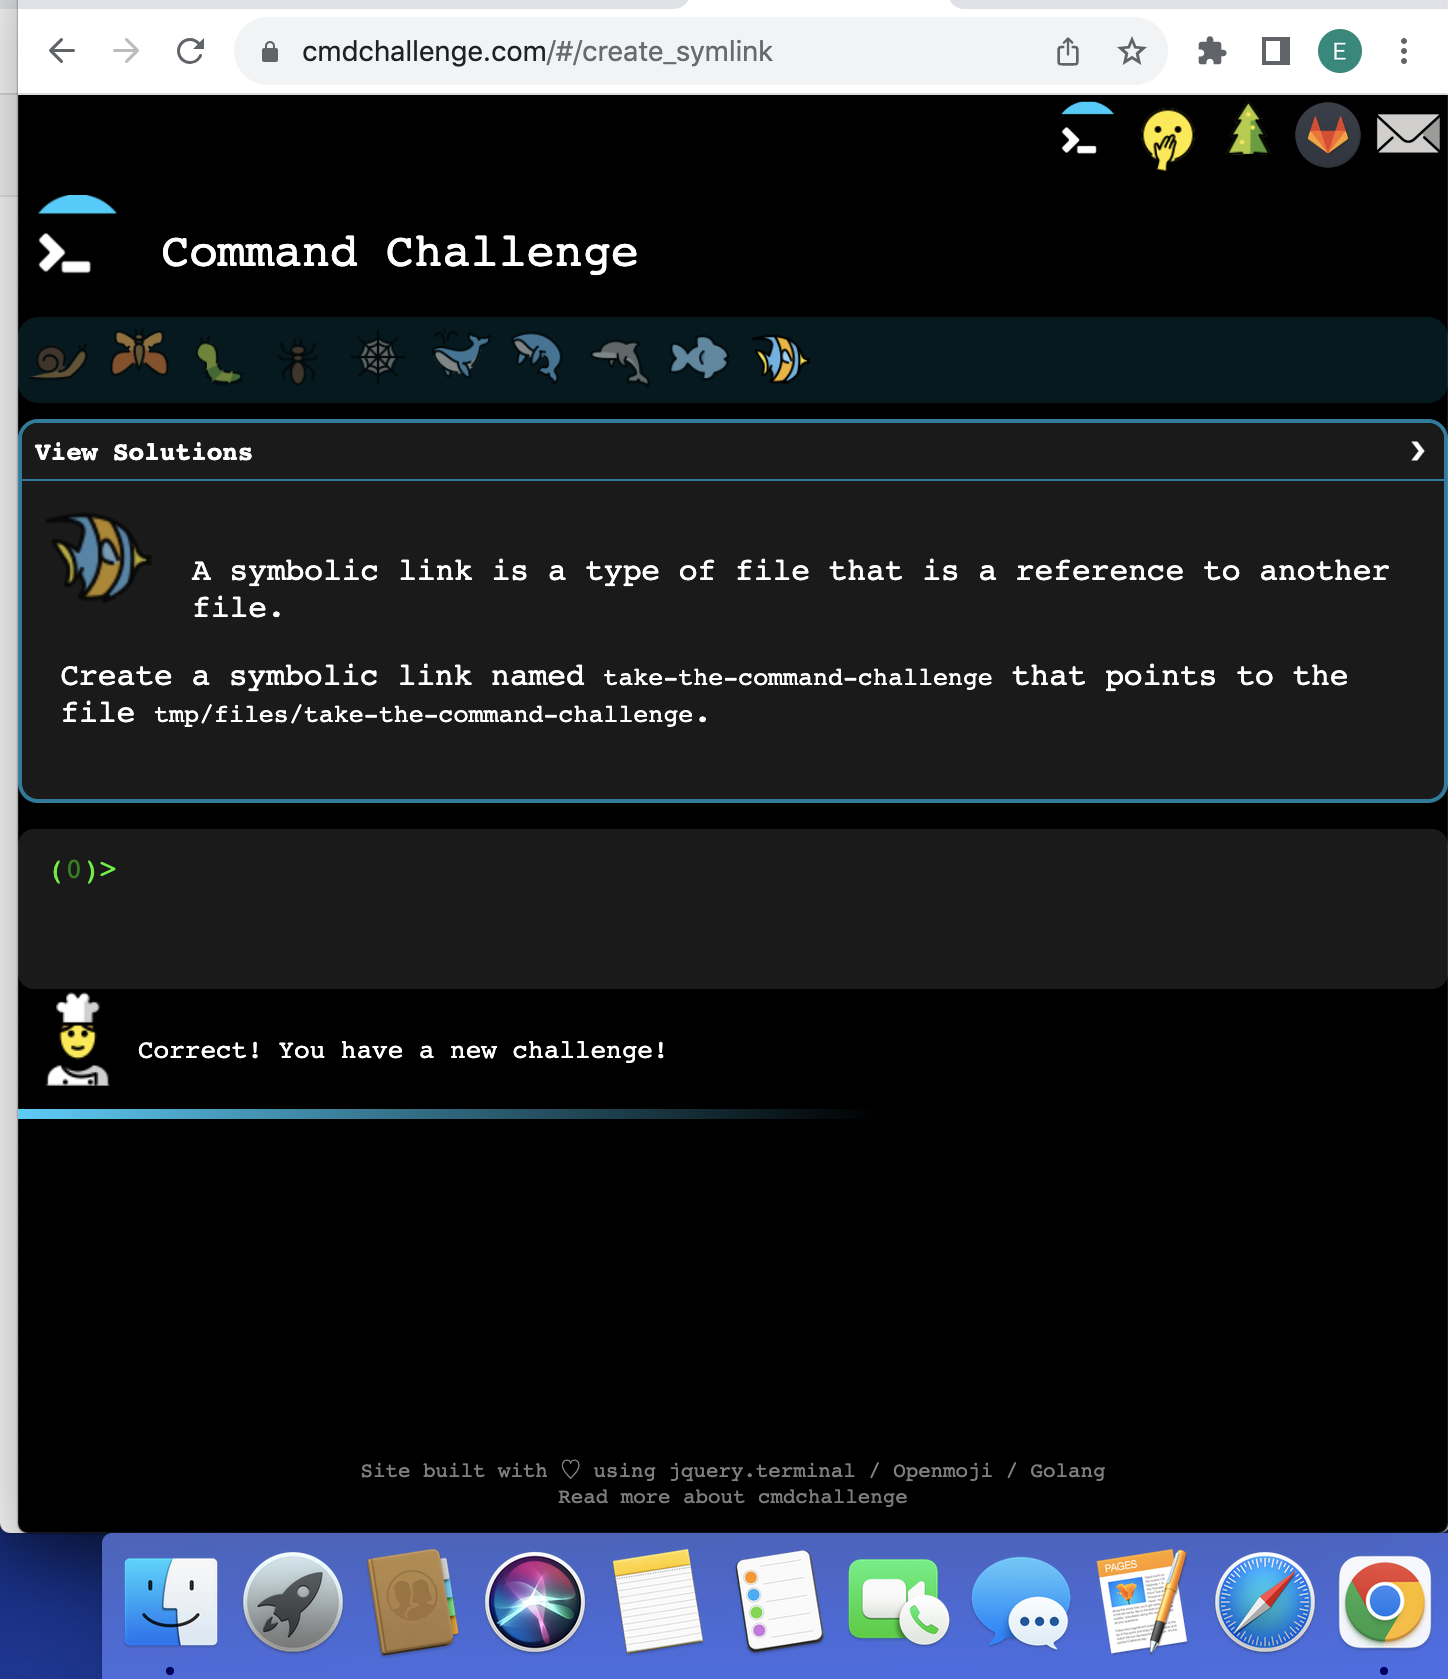 cmdchallenge.com/#/create_symlink
E
Command Challenge
View Solutions
A symbolic link is a type of file that is a reference to another
file.
Create a symbolic link named take-the-command-challenge that points to the
file tmp/files/take-the-command-challenge.
(0)>
Correct! You have a new challenge!
Site built with ♡ using jquery.terminal / Openmoji / Golang
Read more about cmdchallenge
PAGES